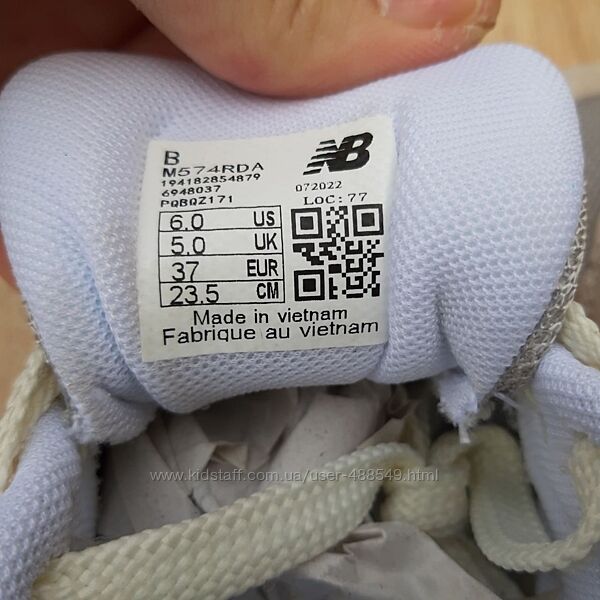 B
M574RDA
194182854879
6948037
PQBQZ171
NB
072022
LOC:77
6.0 US
5.0 UK
37 EUR
23.5 CM
Made in vietnam
Fabrique au vietnam
www.kidstaff.com.ua/user-488549.html